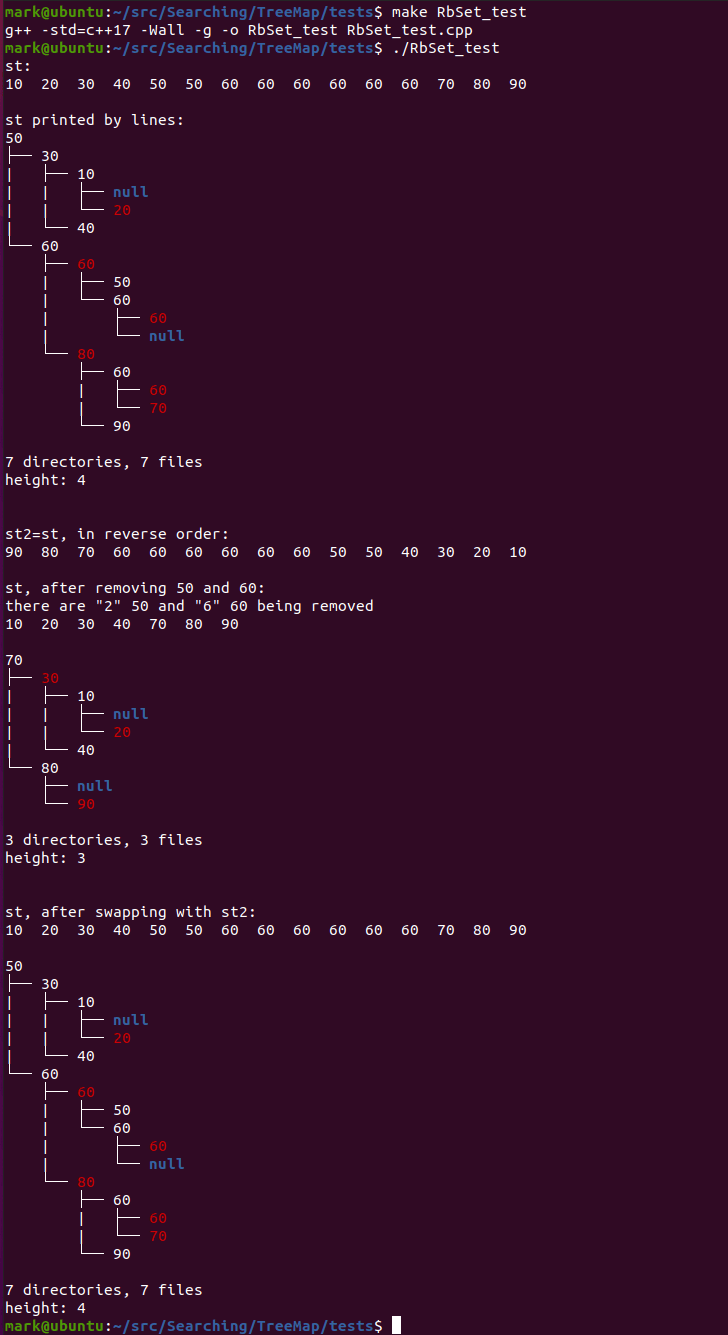 mark@ubuntu:~/src/Searching/TreeMap/tests$ make RbSet_test
g++ -std=c++17 -Wall -g -o RbSet_test RbSet_test.cpp
mark@ubuntu:~/src/Searching/TreeMap/tests$ ./RbSet_test
st:
10  20  30  40  50  50  60  60  60  60  60  60  70  80  90

st printed by lines:
50
├── 30
|   ├── 10
|   |   ├── null
|   |   └── 20
|   └── 40
└── 60
    ├── 60
    |   ├── 50
    |   └── 60
    |       ├── 60
    |       └── null
    └── 80
        ├── 60
        |   ├── 60
        |   └── 70
        └── 90

7 directories, 7 files
height: 4


st2=st, in reverse order:
90  80  70  60  60  60  60  60  60  50  50  40  30  20  10

st, after removing 50 and 60:
there are "2" 50 and "6" 60 being removed
10  20  30  40  70  80  90

70
├── 30
|   ├── 10
|   |   ├── null
|   |   └── 20
|   └── 40
└── 80
    ├── null
    └── 90

3 directories, 3 files
height: 3


st, after swapping with st2:
10  20  30  40  50  50  60  60  60  60  60  60  70  80  90

50
├── 30
|   ├── 10
|   |   ├── null
|   |   └── 20
|   └── 40
└── 60
    ├── 60
    |   ├── 50
    |   └── 60
    |       ├── 60
    |       └── null
    └── 80
        ├── 60
        |   ├── 60
        |   └── 70
        └── 90

7 directories, 7 files
height: 4
mark@ubuntu:~/src/Searching/TreeMap/tests$